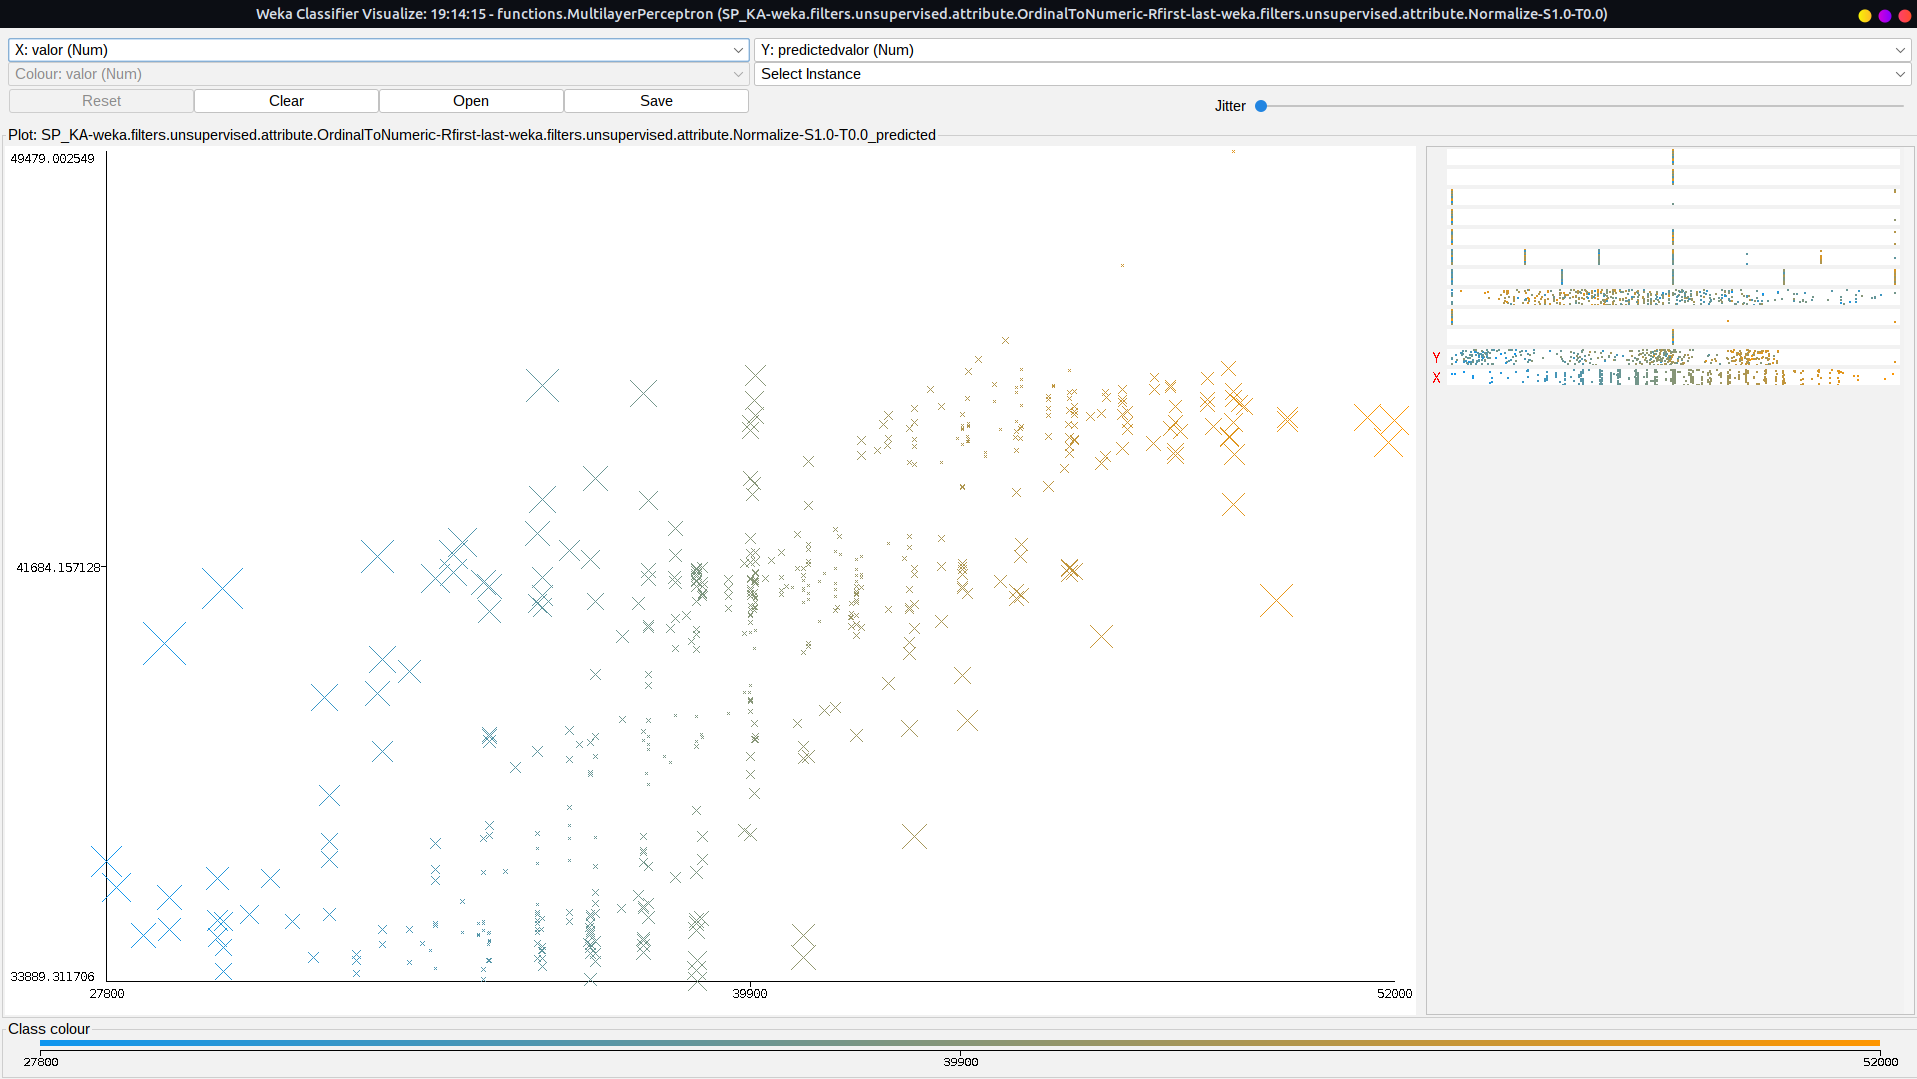 Weka Classifier Visualize: 19:14:15 - functions.MultilayerPerceptron (SP_KA-weka.filters.unsupervised.attribute.OrdinalToNumeric-Rfirst-last-weka.filters.unsupervised.attribute.Normalize-S1.0-T0.0)
X: valor (Num)
Y: predictedvalor (Num)
Colour: valor (Num)
Select Instance
Reset
Clear
Open
Save
Jitter
Plot: SP_KA-weka.filters.unsupervised.attribute.OrdinalToNumeric-Rfirst-last-weka.filters.unsupervised.attribute.Normalize-S1.0-T0.0_predicted
49479.002549
41684.157128
33889.311706
27800
39900
52000
Y
X
Class colour
27800
39900
52000